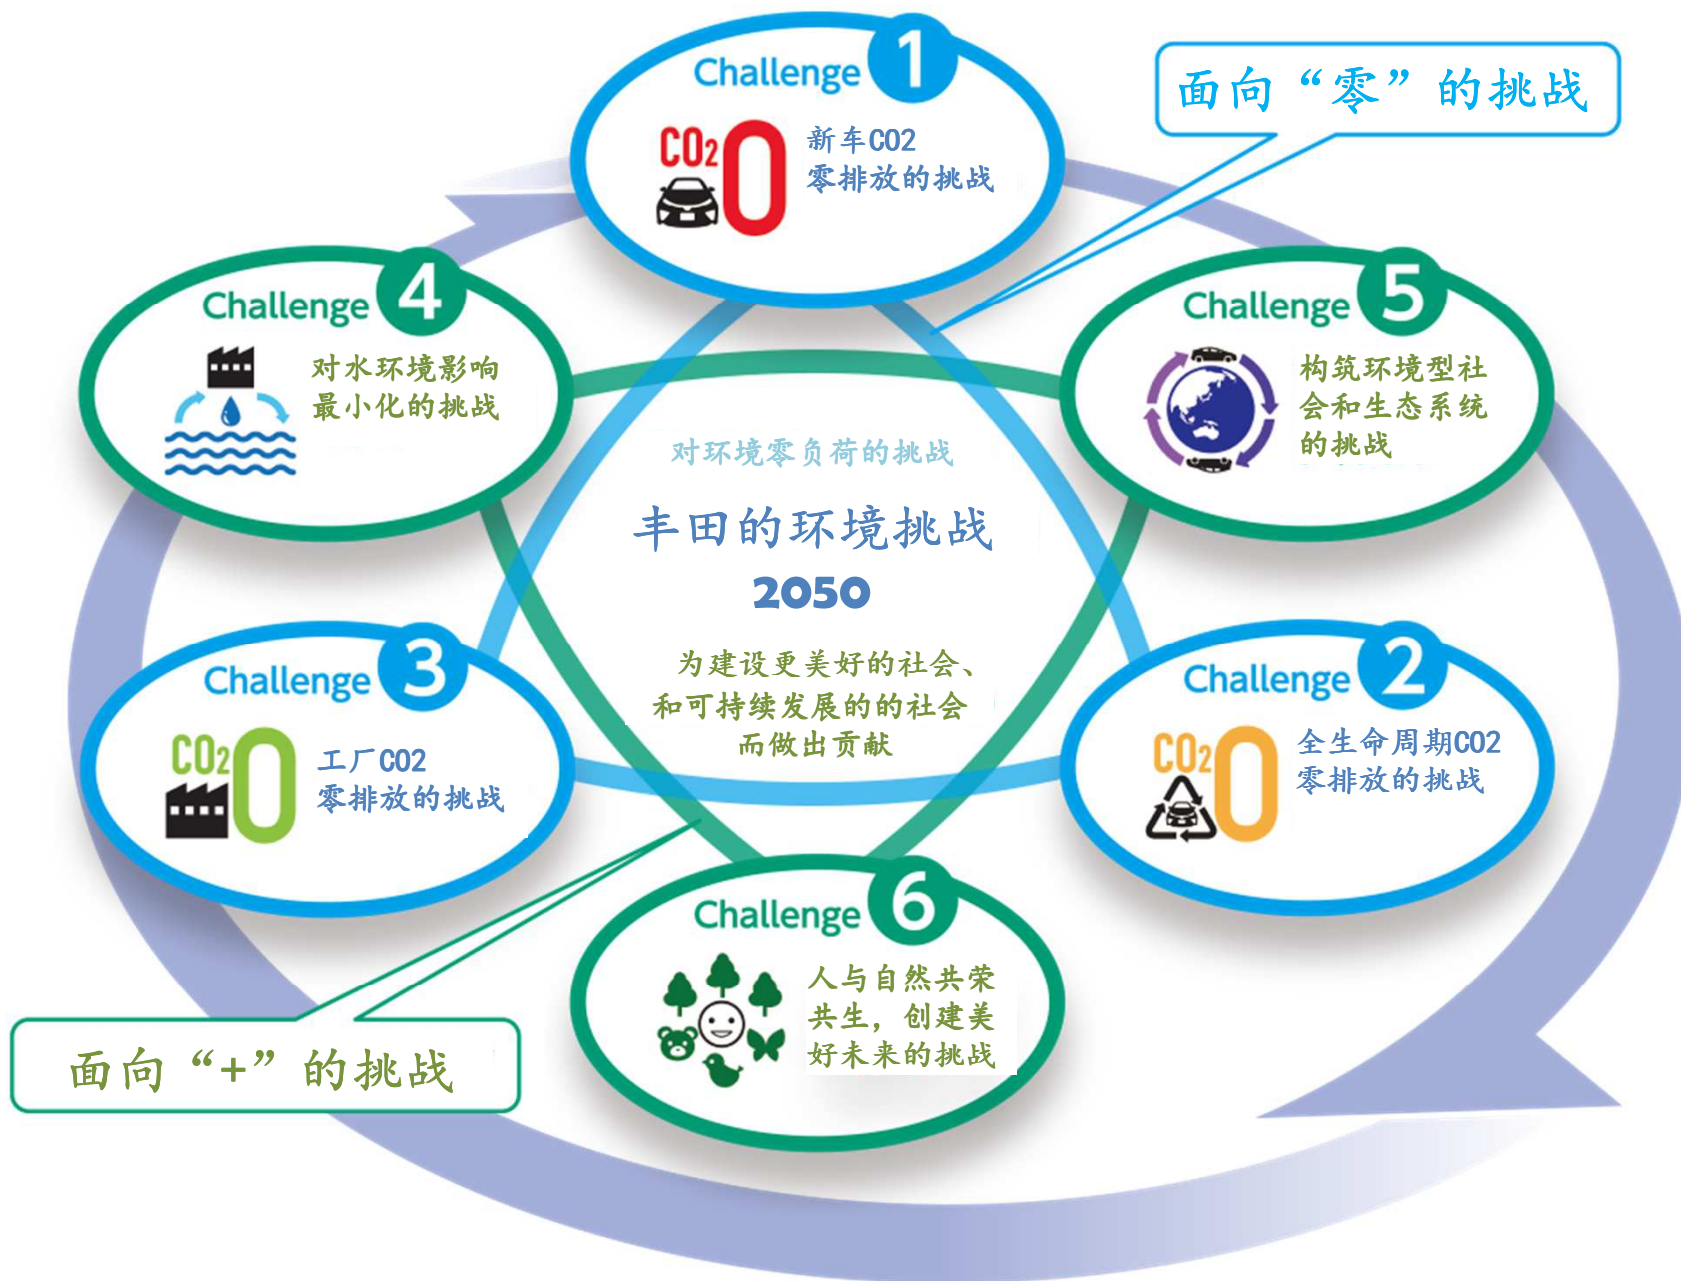 Challenge 1
CO₂0
新车CO2
零排放的挑战
面向“零”的挑战
Challenge 4
对水环境影响
最小化的挑战
Challenge 5
构筑环境型社
会和生态系统
的挑战
对环境零负荷的挑战
丰田的环境挑战
2050
为建设更美好的社会、
和可持续发展的的社会
而做出贡献
Challenge 3
CO₂0
工厂CO2
零排放的挑战
Challenge 2
CO₂0
全生命周期CO2
零排放的挑战
Challenge 6
人与自然共荣
共生，创建美
好未来的挑战
面向“+”的挑战